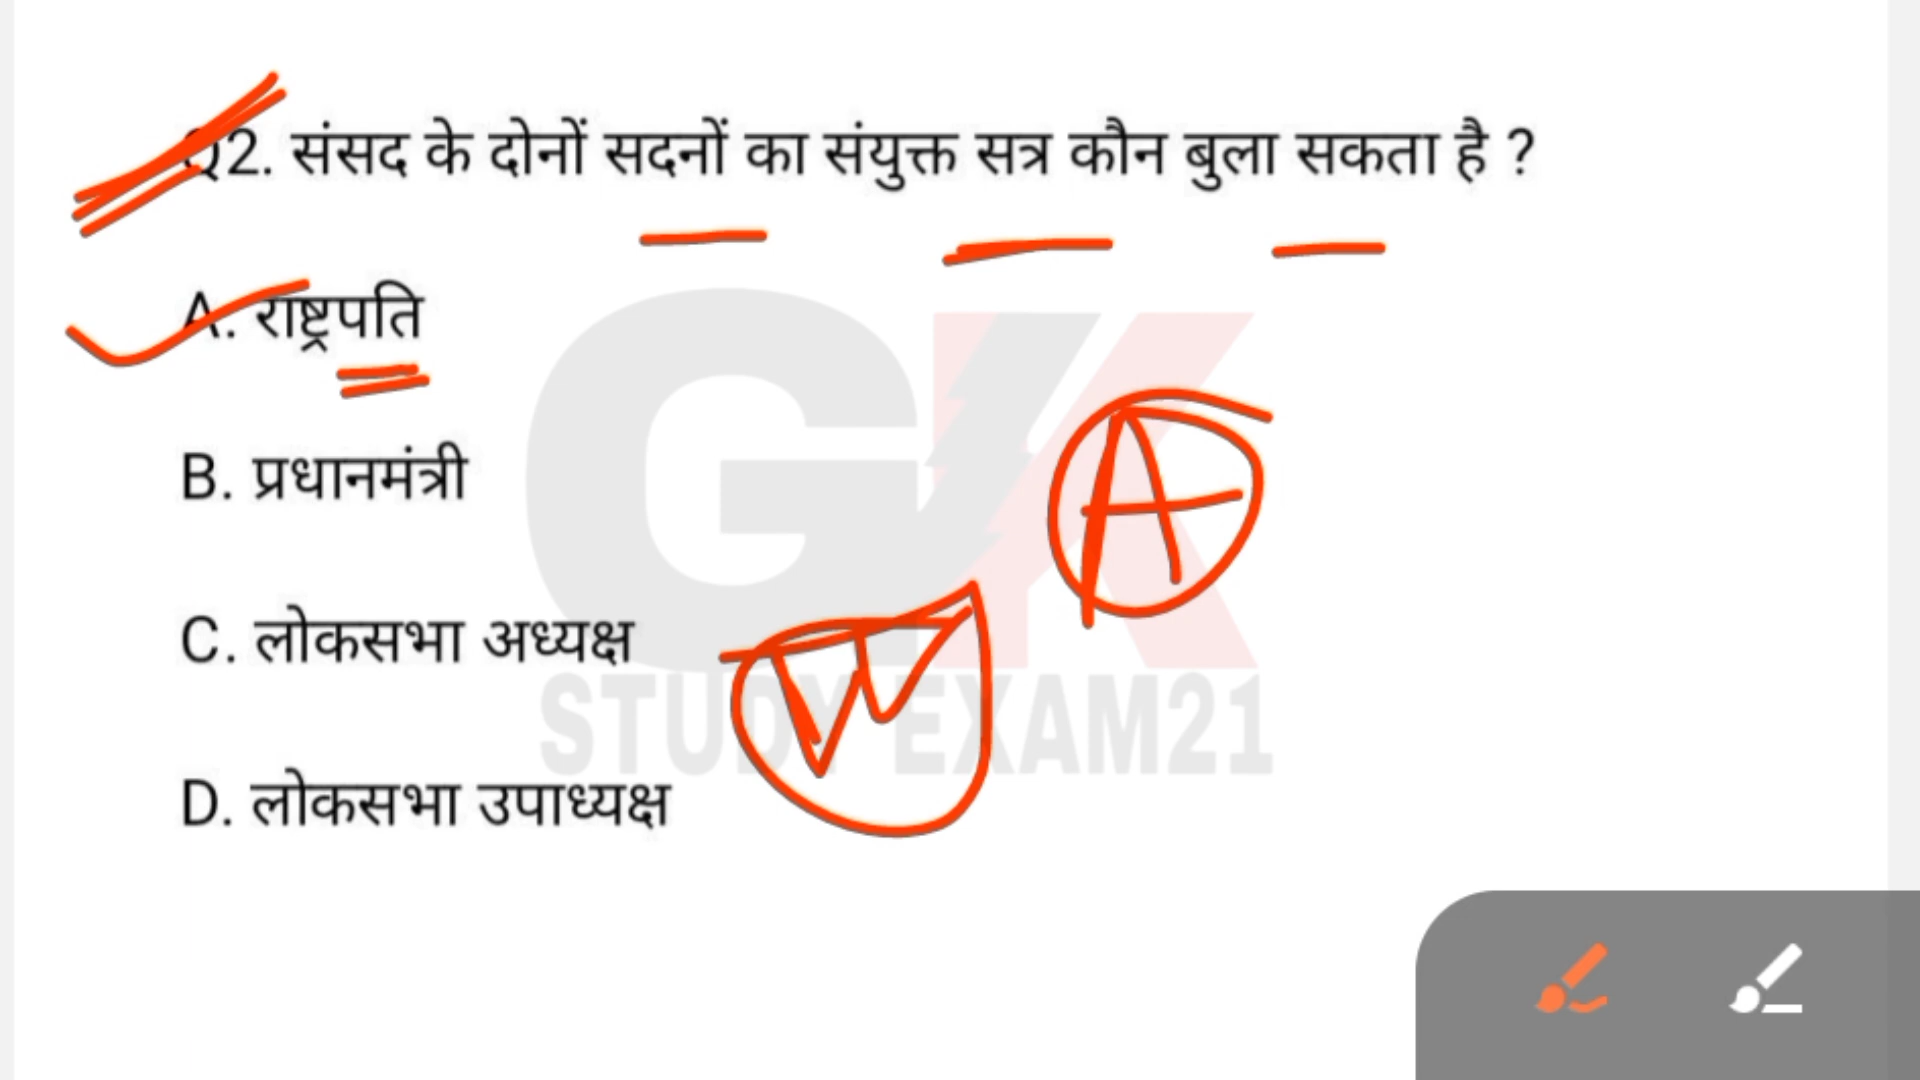 Q2. संसद के दोनों सदनों का संयुक्त सत्र कौन बुला सकता है ?
A. राष्ट्रपति
B. प्रधानमंत्री
A
C. लोकसभा अध्यक्ष
D. लोकसभा उपाध्यक्ष
GK
STUDY EXAM21